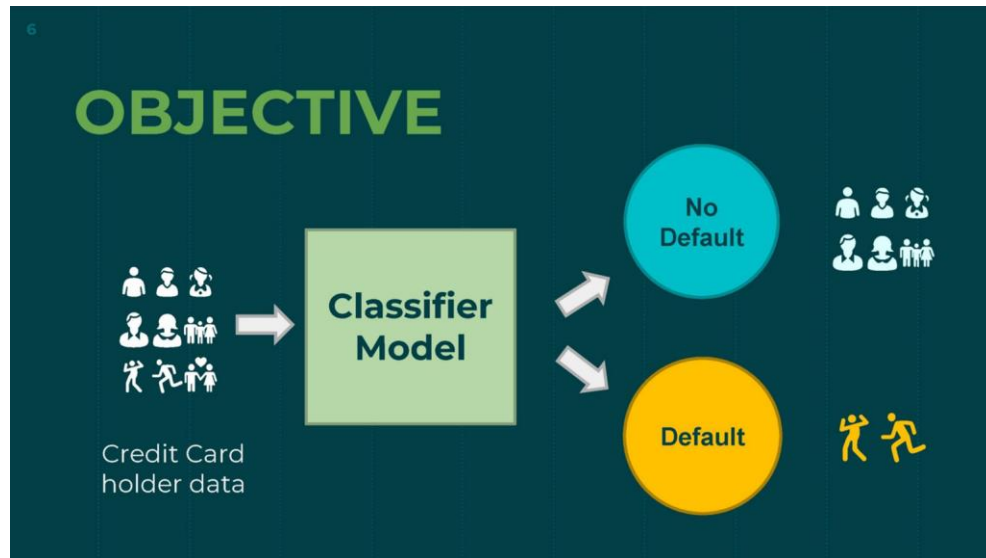 6
OBJECTIVE
Credit Card
holder data
Classifier
Model
No
Default
Default